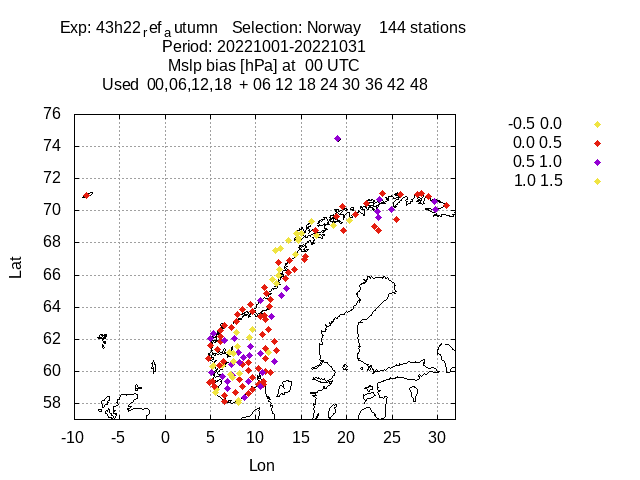 Exp: 43h22refautumn Selection: Norway 144 stations
Period: 20221001-20221031
Mslp bias [hPa] at 00 UTC
Used 00,06,12,18 + 06 12 18 24 30 36 42 48
-0.5 0.0
0.0 0.5
0.5 1.0
1.0 1.5
76
74
72
70
68
66
64
62
60
58
Lat
-10 -5 0 5 10 15 20 25 30
Lon